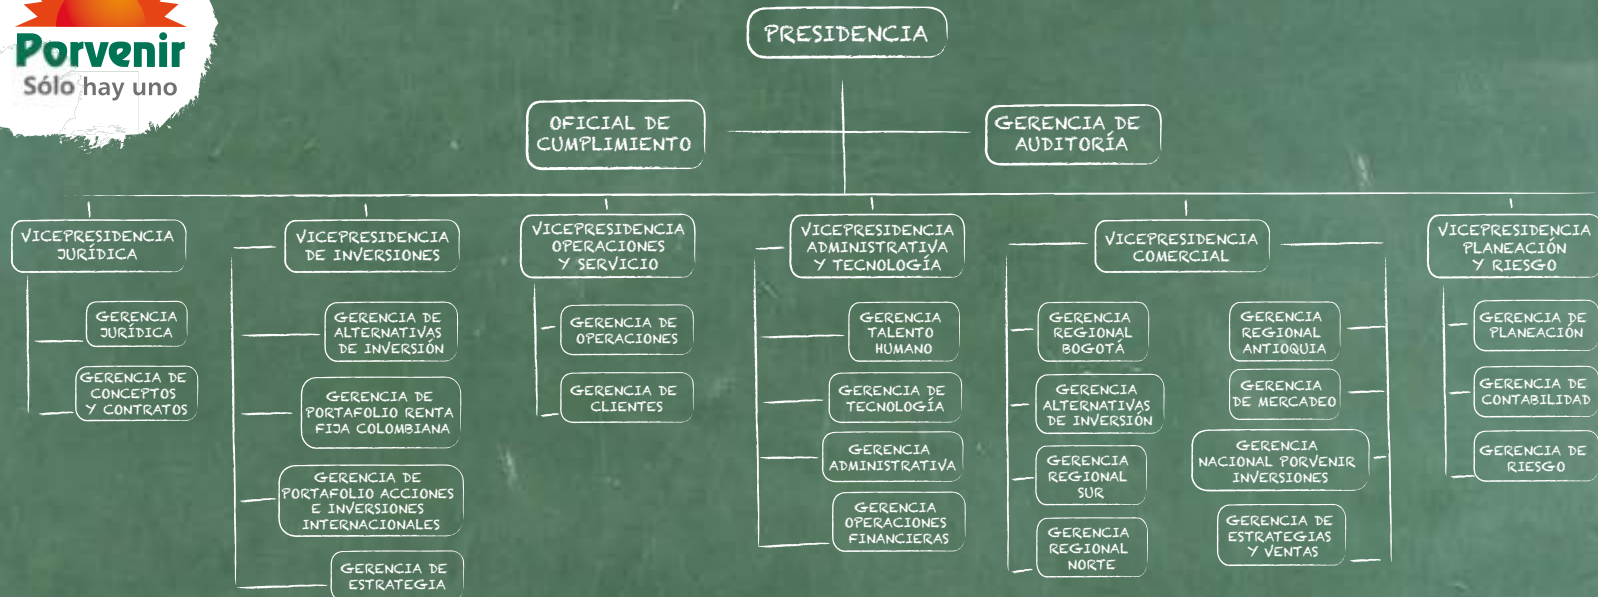 Porvenir
Sólo hay uno
PRESIDENCIA
OFICIAL DE
CUMPLIMIENTO
GERENCIA DE
AUDITORÍA
VICEPRESIDENCIA
JURÍDICA
GERENCIA
JURÍDICA
GERENCIA DE
CONCEPTOS
Y CONTRATOS
VICEPRESIDENCIA
DE INVERSIONES
GERENCIA DE
ALTERNATIVAS
DE INVERSIÓN
GERENCIA DE
PORTAFOLIO RENTA
FIJA COLOMBIANA
GERENCIA DE
PORTAFOLIO ACCIONES
E INVERSIONES
INTERNACIONALES
GERENCIA DE
ESTRATEGIA
VICEPRESIDENCIA
OPERACIONES
Y SERVICIO
GERENCIA DE
OPERACIONES
GERENCIA DE
CLIENTES
VICEPRESIDENCIA
ADMINISTRATIVA
Y TECNOLOGÍA
GERENCIA
TALENTO
HUMANO
GERENCIA DE
TECNOLOGÍA
GERENCIA
ADMINISTRATIVA
GERENCIA
OPERACIONES
FINANCIERAS
VICEPRESIDENCIA
COMERCIAL
GERENCIA
REGIONAL
BOGOTÁ
GERENCIA
ALTERNATIVAS
DE INVERSIÓN
GERENCIA
REGIONAL
SUR
GERENCIA
REGIONAL
NORTE
GERENCIA
REGIONAL
ANTIOQUIA
GERENCIA
DE MERCADEO
GERENCIA
NACIONAL PORVENIR
INVERSIONES
GERENCIA DE
ESTRATEGIAS
Y VENTAS
VICEPRESIDENCIA
PLANEACIÓN
Y RIESGO
GERENCIA DE
PLANEACIÓN
GERENCIA DE
CONTABILIDAD
GERENCIA DE
RIESGO